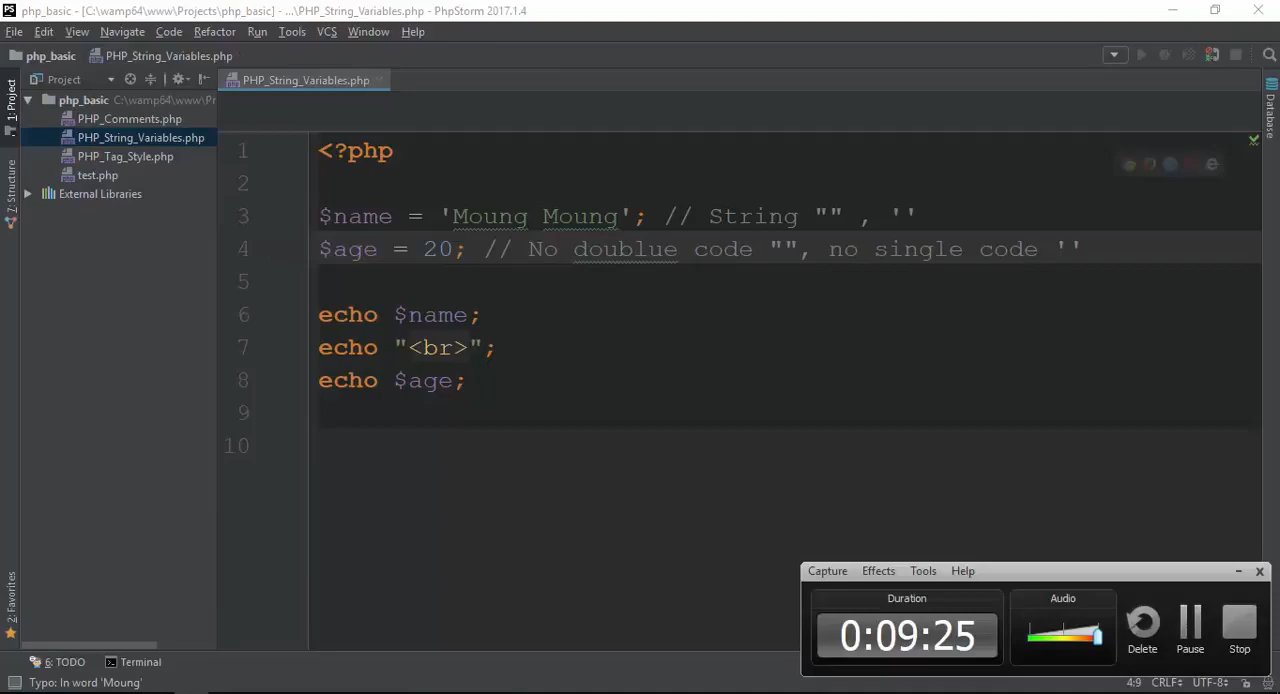 php_basic - [C:\wamp64\www\Projects\php_basic] - ...\PHP_String_Variables.php - PhpStorm 2017.1.4
File Edit View Navigate Code Refactor Run Tools VCS Window Help
php_basic PHP_String_Variables.php
Project
PHP_String_Variables.php
1: Project
php_basic C:\wamp64\www\Pr
PHP_Comments.php
PHP_String_Variables.php
PHP_Tag_Style.php
test.php
External Libraries
Z: Structure
2: Favorites
Database
1 <?php
2
3 $name = 'Moung Moung'; // String "" , ''
4 $age = 20; // No doublue code "", no single code ''
5
6 echo $name;
7 echo "<br>";
8 echo $age;
9
10
Capture Effects Tools Help
Duration
0:09:25
Audio
Delete Pause Stop
6: TODO Terminal
Typo: In word 'Moung' 4:9 CRLF UTF-8